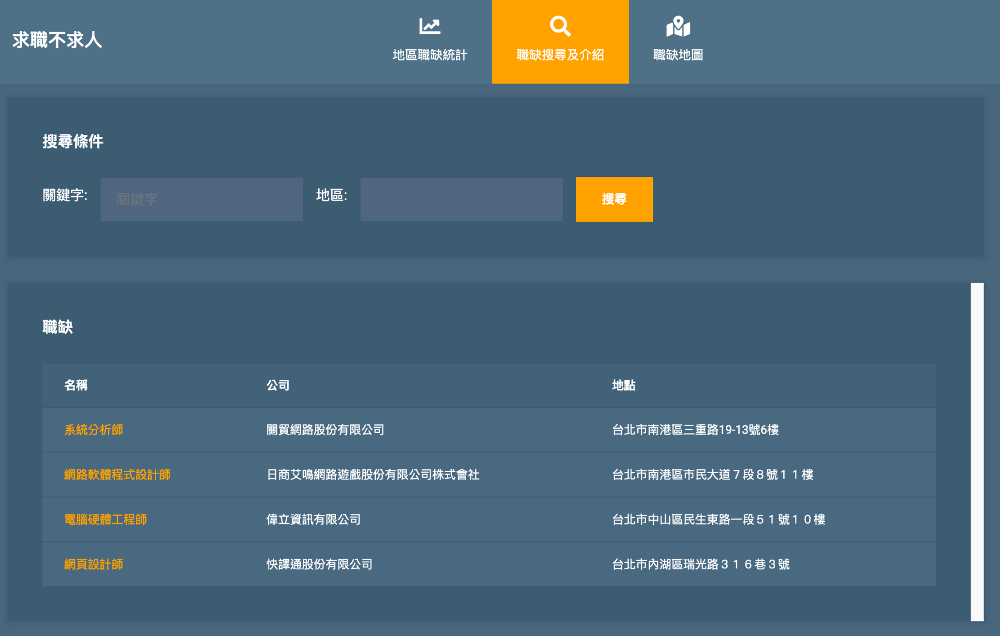 求職不求人
地區職缺統計
職缺搜尋及介紹
職缺地圖
搜尋條件
關鍵字:
關鍵字
地區:
搜尋
職缺
名稱 公司 地點
系統分析師 關貿網路股份有限公司 台北市南港區三重路19-13號6樓
網路軟體程式設計師 日商艾鳴網路遊戲股份有限公司株式會社 台北市南港區市民大道７段８號１１樓
電腦硬體工程師 偉立資訊有限公司 台北市中山區民生東路一段５１號１０樓
網頁設計師 快譯通股份有限公司 台北市內湖區瑞光路３１６巷３號